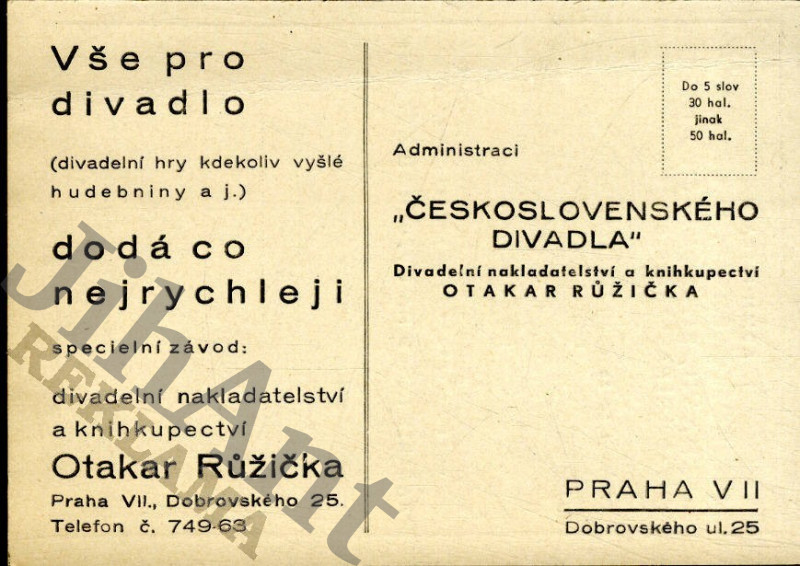 Vše pro
divadlo
(divadelní hry kdekoliv vyšlé
hudebniny a j.)
dodá co
nejrychleji
specielní závod:
divadelní nakladatelství
a knihkupectví
Otakar Růžička
Praha VII., Dobrovského 25.
Telefon č. 749-63
Do 5 slov
30 hal.
jinak
50 hal.
Administraci
„ČESKOSLOVENSKÉHO
DIVADLA"
Divadelní nakladatelství a knihkupectví
OTAKAR RŮŽIČKA
PRAHA VII
Dobrovského ul. 25
JihAnt
REKLAMA